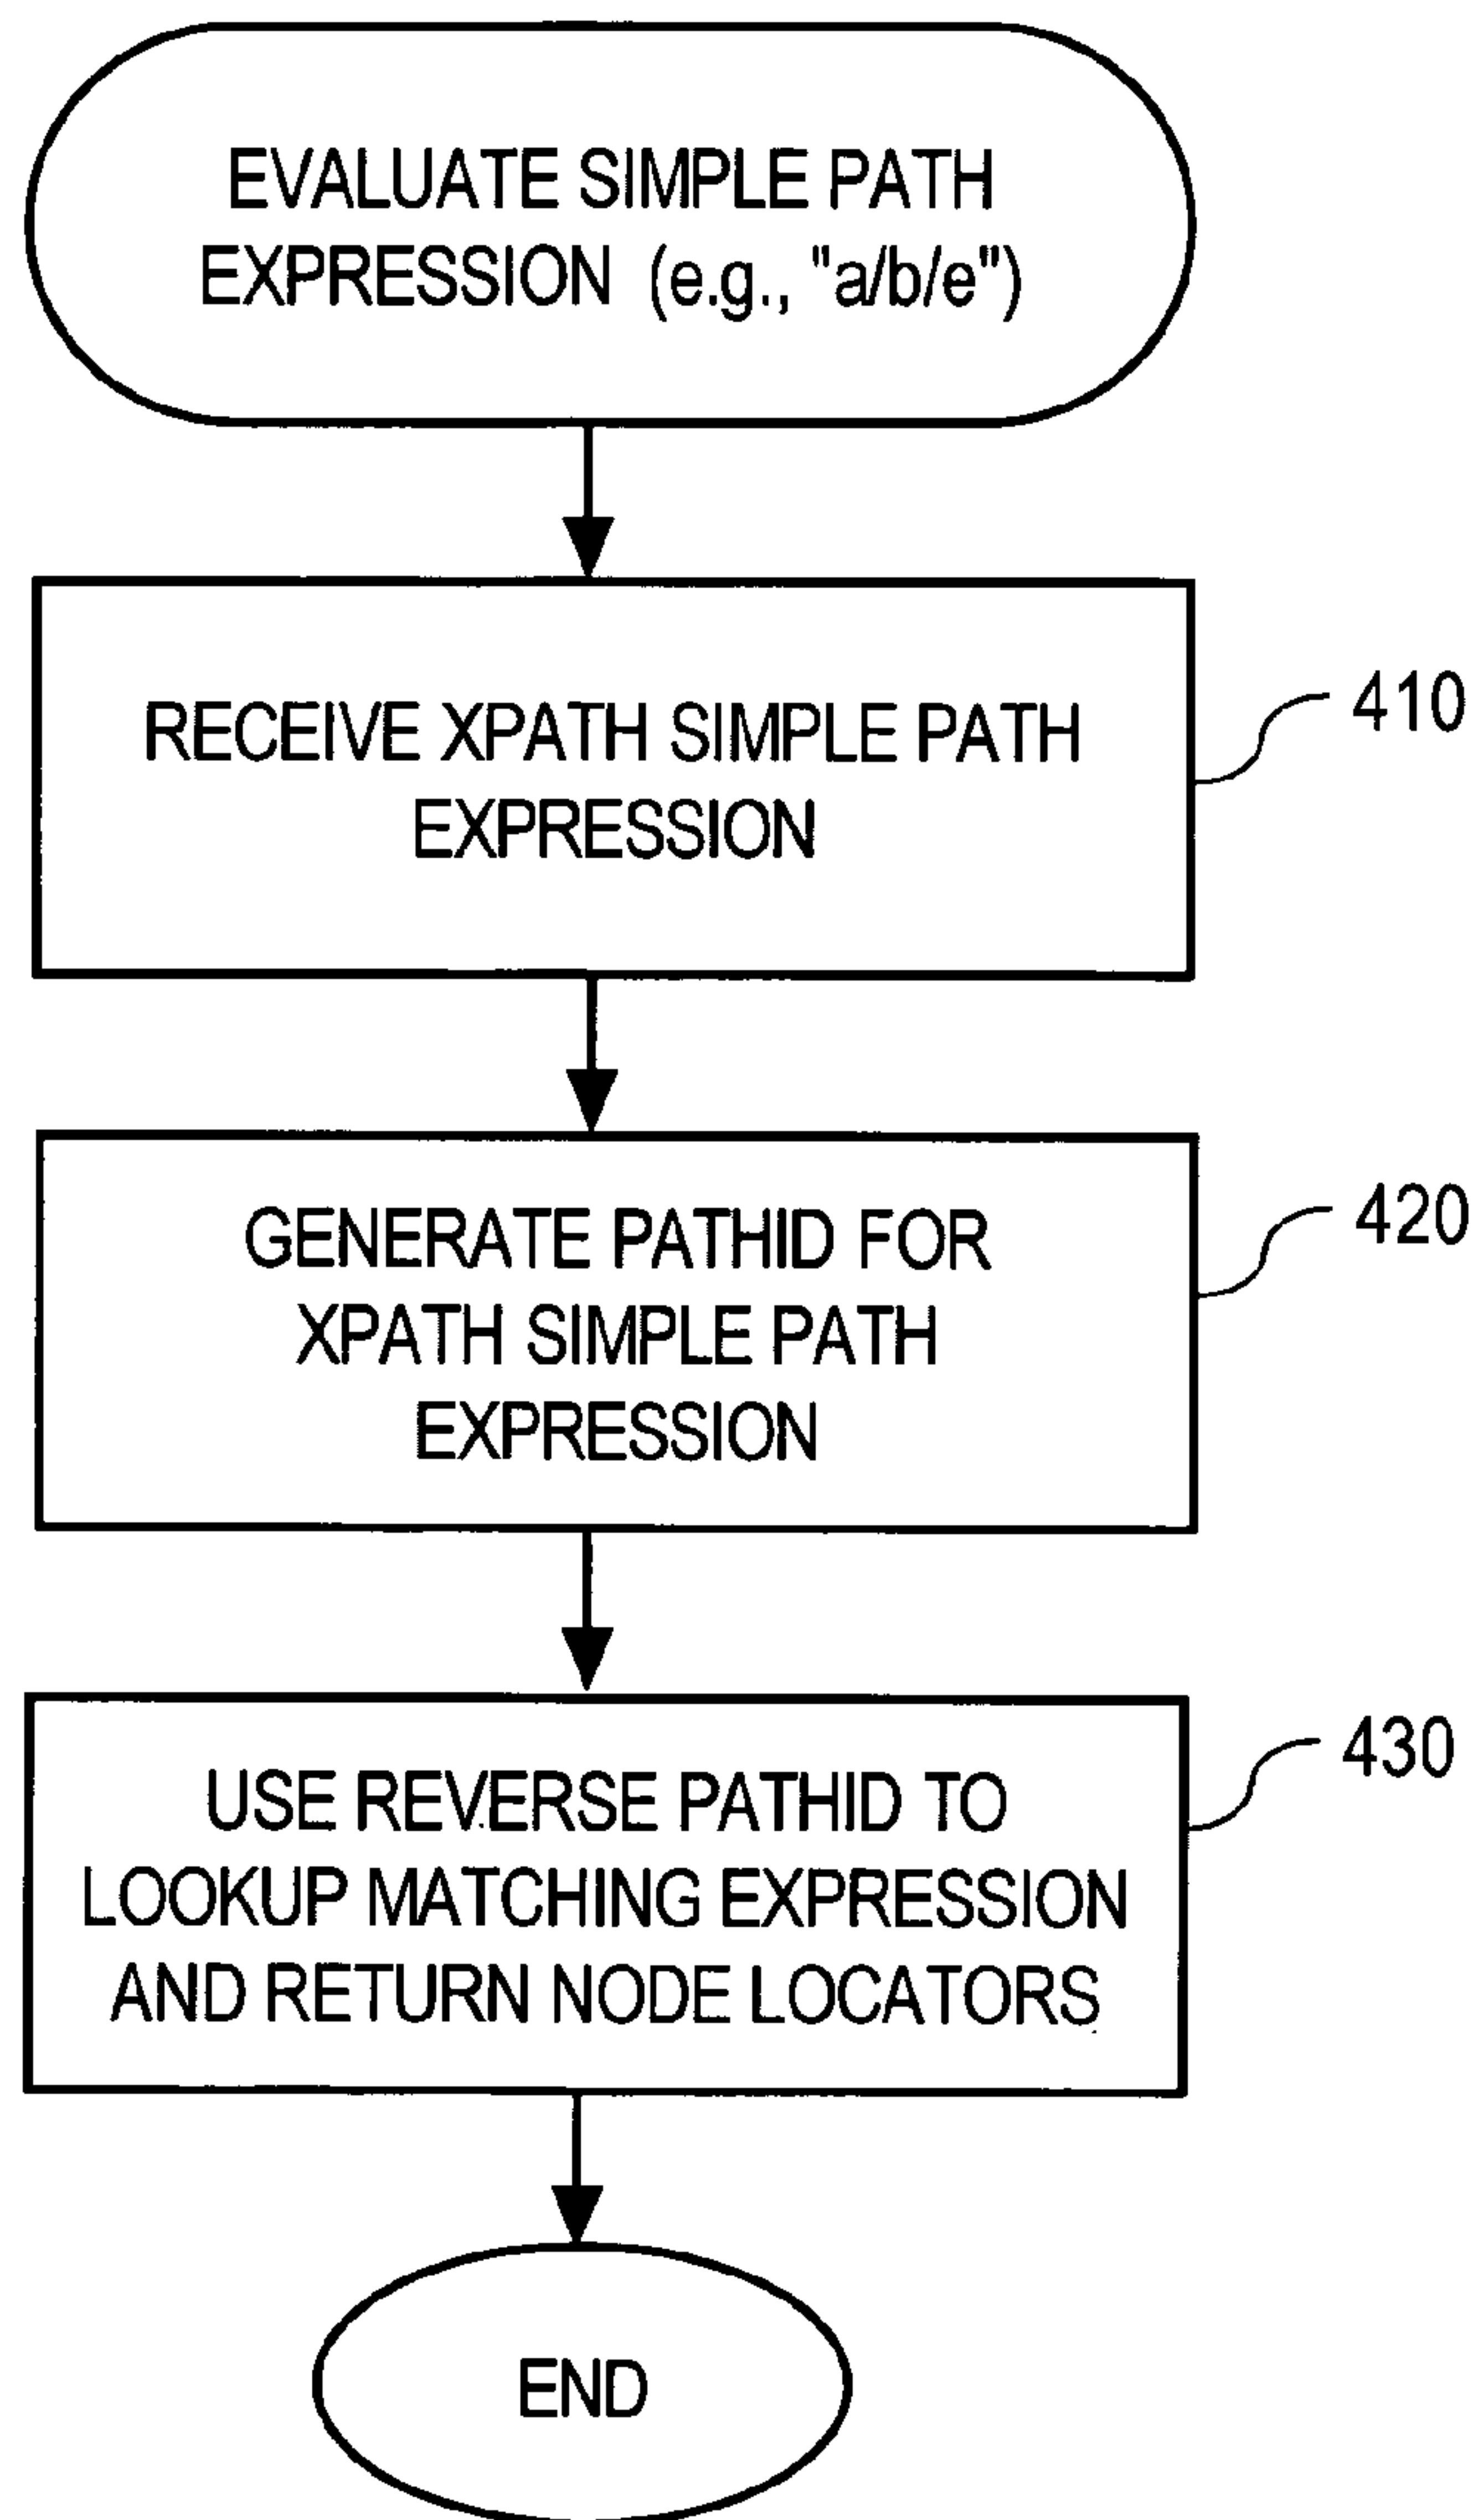 EVALUATE SIMPLE PATH
EXPRESSION (e.g., "a/b/e")
RECEIVE XPATH SIMPLE PATH
EXPRESSION
410
GENERATE PATHID FOR
XPATH SIMPLE PATH
EXPRESSION
420
USE REVERSE PATHID TO
LOOKUP MATCHING EXPRESSION
AND RETURN NODE LOCATORS
430
END